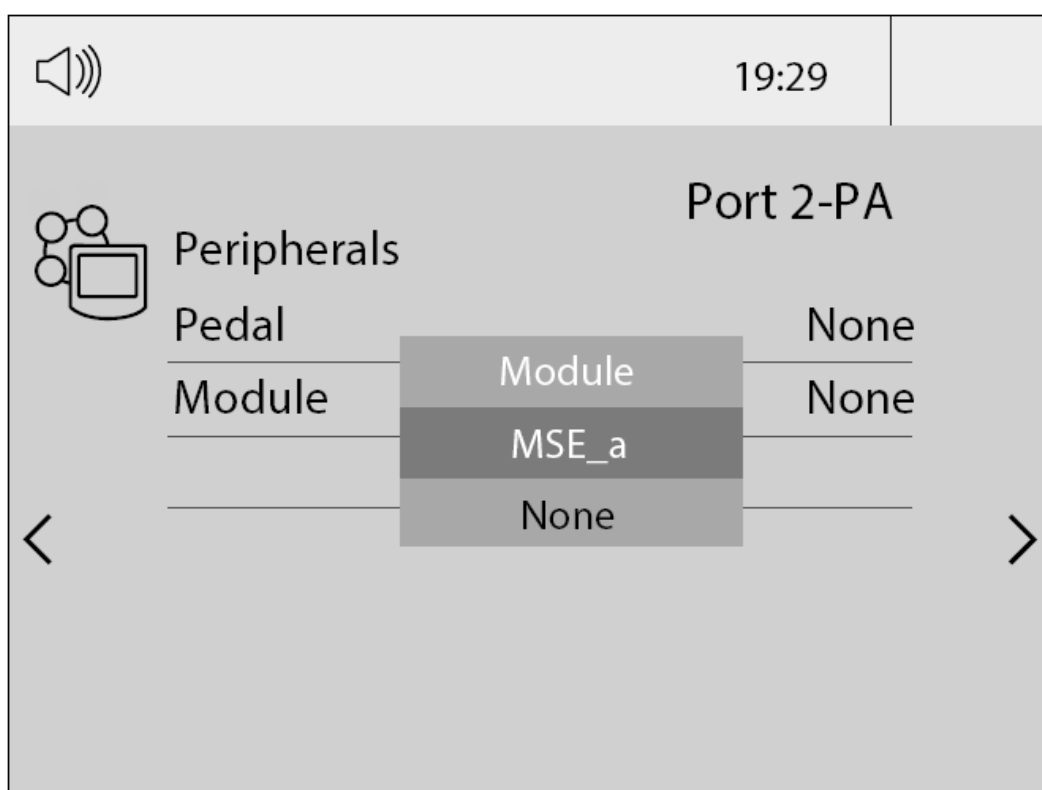 19:29
Port 2-PA
Peripherals
Pedal None
Module None
Module
MSE_a
None